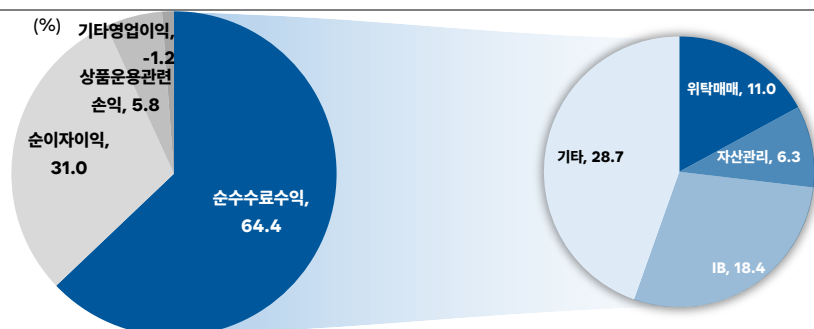 (%)
기타영업이익,
-1.2
상품운용관련
손익, 5.8
순이자이익,
31.0
순수수료수익,
64.4
위탁매매, 11.0
자산관리, 6.3
기타, 28.7
IB, 18.4